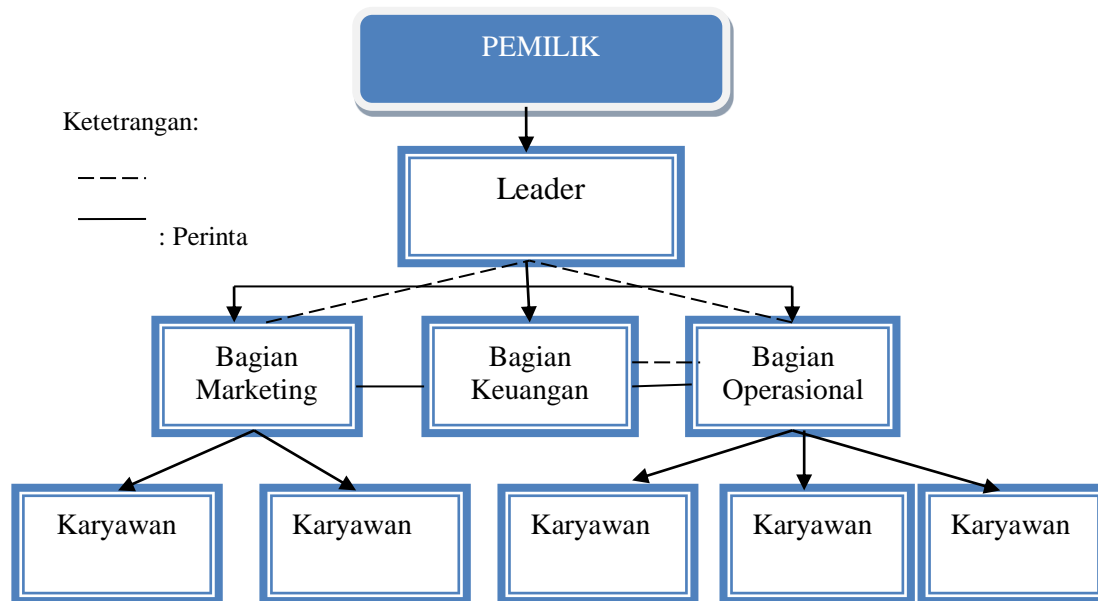 PEMILIK
Ketetrangan:
: Perinta
Leader
Bagian
Marketing
Bagian
Keuangan
Bagian
Operasional
Karyawan
Karyawan
Karyawan
Karyawan
Karyawan